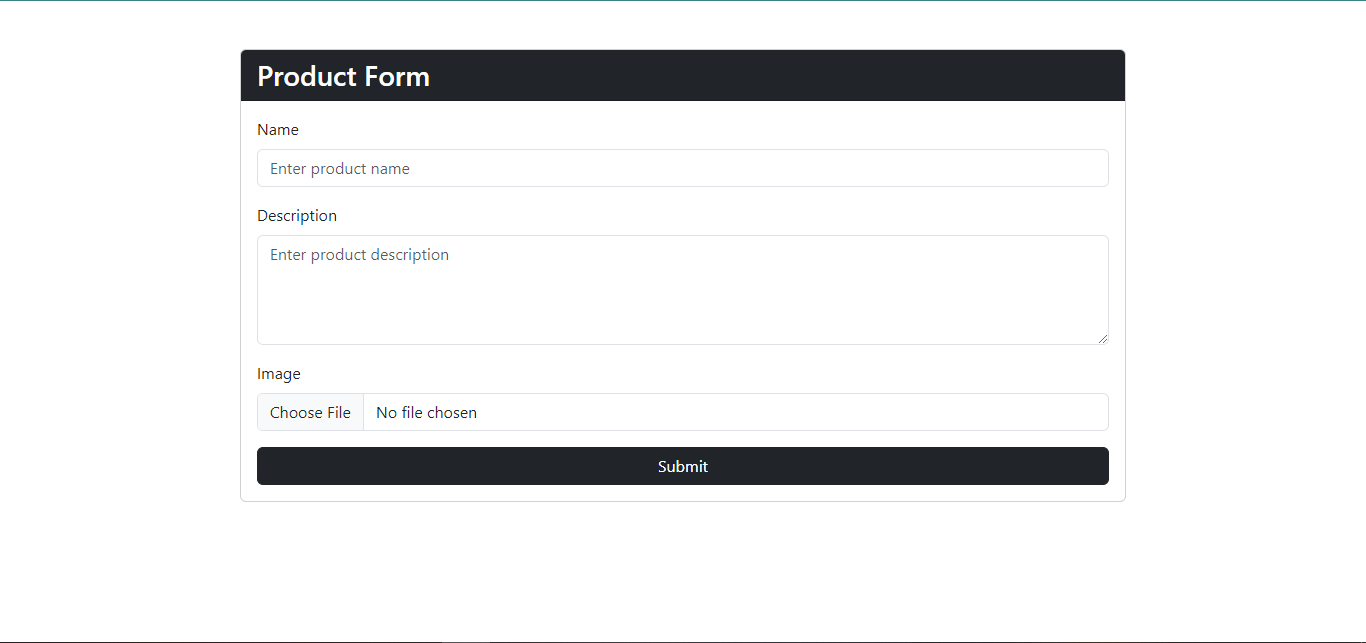 Product Form
Name
Enter product name
Description
Enter product description
Image
Choose File No file chosen
Submit